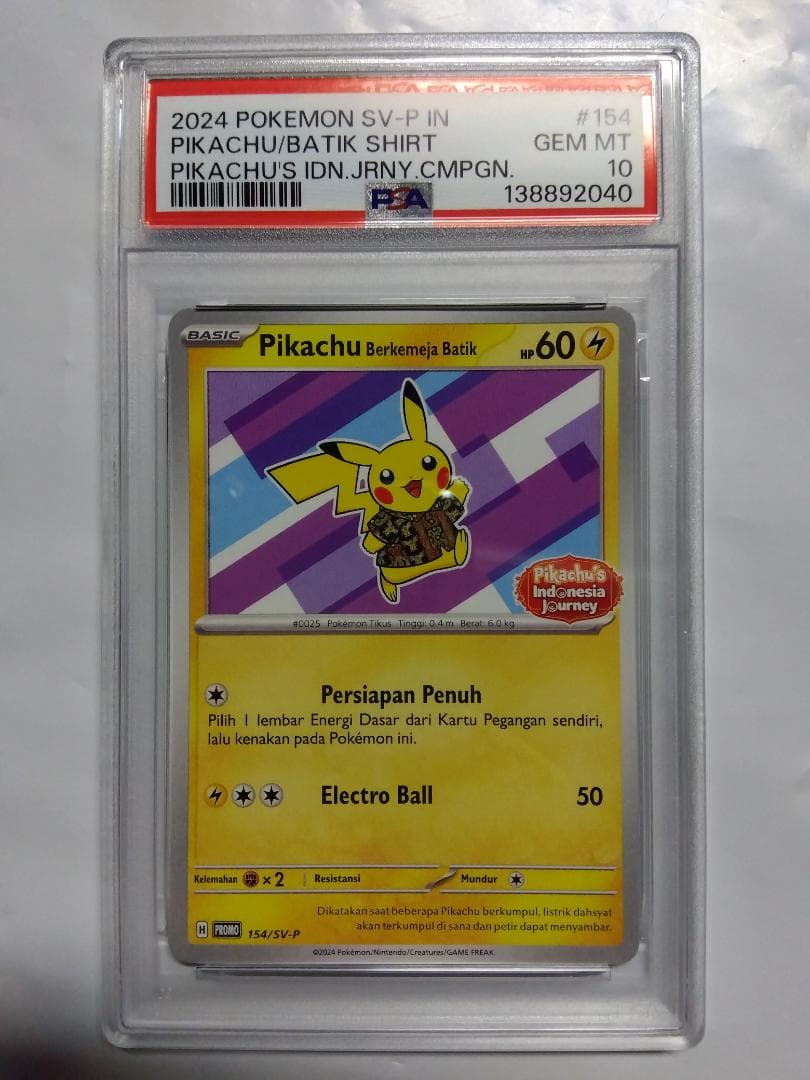 2024 POKEMON SV-P IN #154
PIKACHU/BATIK SHIRT GEM MT
PIKACHU'S IDN.JRNY.CMPGN. 10
PSA 138892040
BASIC Pikachu Berkemeja Batik HP 60
Pikachu's
Indonesia
Journey
#0025 Pokémon Tikus Tinggi: 0.4 m Berat: 6.0 kg
Persiapan Penuh
Pilih 1 lembar Energi Dasar dari Kartu Pegangan sendiri,
lalu kenakan pada Pokémon ini.
Electro Ball 50
Kelemahan ×2 Resistansi Mundur
Dikatakan saat beberapa Pikachu berkumpul, listrik dahsyat
akan terkumpul di sana dan petir dapat menyambar.
H PROMO 154/SV-P
©2024 Pokémon/Nintendo/Creatures/GAME FREAK.